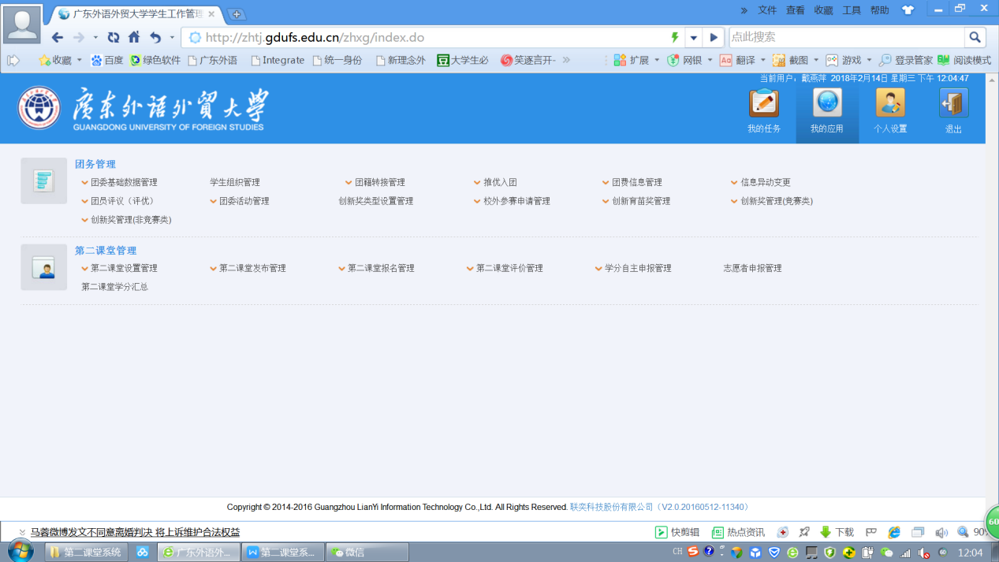 广东外语外贸大学学生工作管理
文件 查看 收藏 工具 帮助
http://zhtj.gdufs.edu.cn/zhxg/index.do
点此搜索
收藏 百度 绿色软件 广东外语 Integrate 统一身份 新理念外 大学生必 笑逐言开- 扩展 网银 翻译 截图 游戏 登录管家 阅读模式
当前用户：戴燕萍 2018年2月14日 星期三 下午 12:04:47
廣东外语外貿大学
GUANGDONG UNIVERSITY OF FOREIGN STUDIES
我的任务 我的应用 个人设置 退出
团务管理
团委基础数据管理 学生组织管理 团籍转接管理 推优入团 团费信息管理 信息异动变更
团员评议（评优） 团委活动管理 创新奖类型设置管理 校外参赛申请管理 创新育苗奖管理 创新奖管理(竞赛类)
创新奖管理(非竞赛类)
第二课堂管理
第二课堂设置管理 第二课堂发布管理 第二课堂报名管理 第二课堂评价管理 学分自主申报管理 志愿者申报管理
第二课堂学分汇总
Copyright © 2014-2016 Guangzhou LianYi Information Technology Co.,Ltd. All Rights Reserved. 联奕科技股份有限公司（V2.0.20160512-11340）
马蓉微博发文不同意离婚判决 将上诉维护合法权益
快剪辑 热点资讯 下载 90%
60
第二课堂系统 广东外语外... 第二课堂系... 微信
CH 12:04